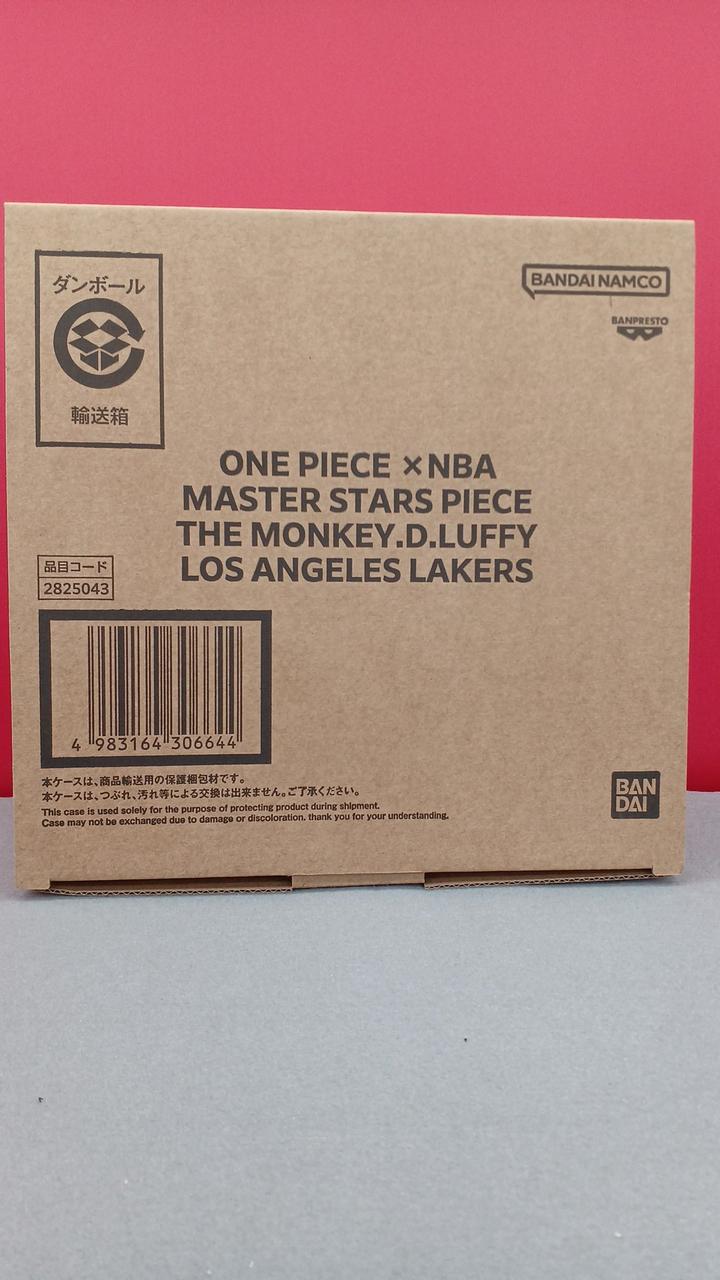 ダンボール
輸送箱
BANDAI NAMCO
BANPRESTO
ONE PIECE ×NBA
MASTER STARS PIECE
THE MONKEY.D.LUFFY
LOS ANGELES LAKERS
品目コード
2825043
4 983164 306644
本ケースは、商品輸送用の保護梱包材です。
本ケースは、つぶれ、汚れ等による交換は出来ません。ご了承ください。
This case is used solely for the purpose of protecting product during shipment.
Case may not be exchanged due to damage or discoloration. thank you for your understanding.
BAN
DAI